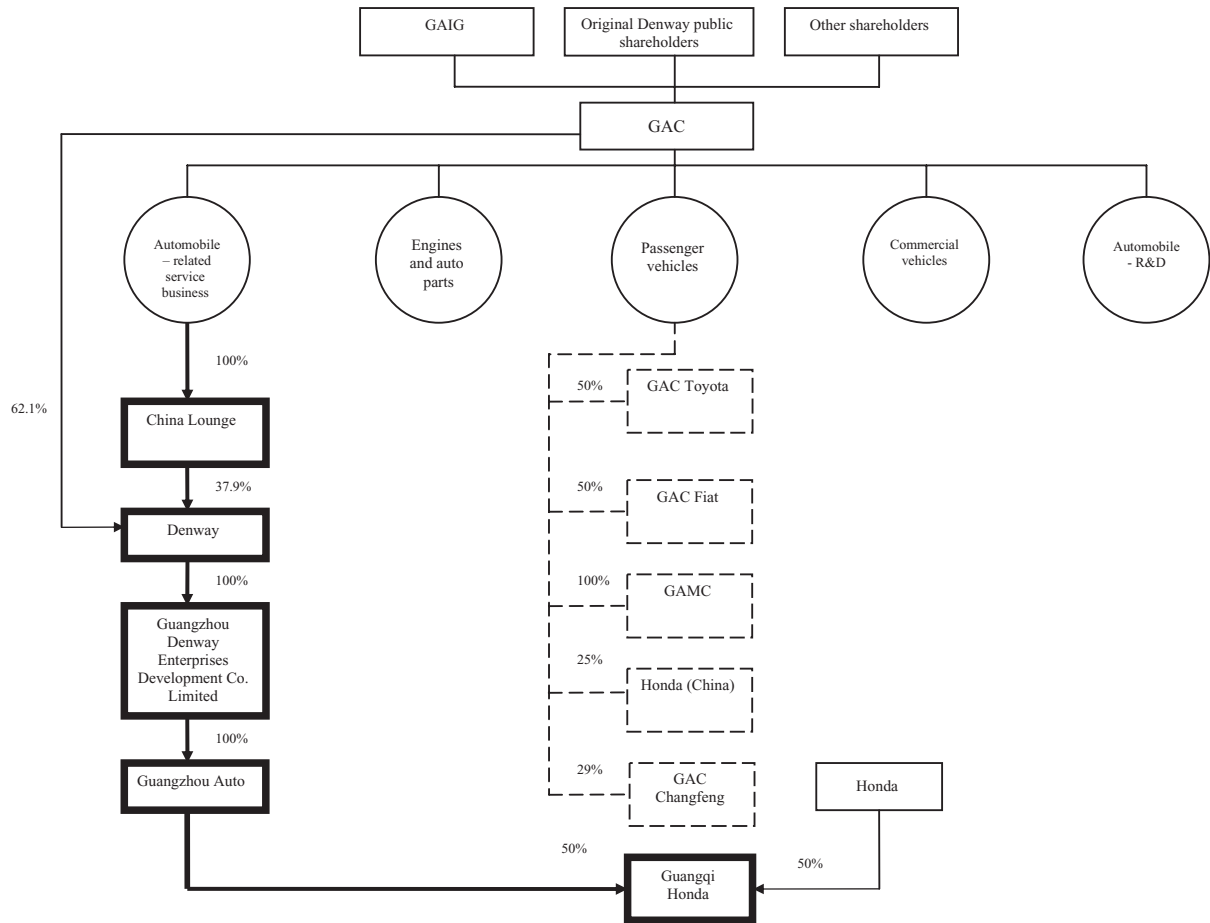 GAIG
Original Denway public
shareholders
Other shareholders
GAC
Automobile
– related
service
business
Engines
and auto
parts
Passenger
vehicles
Commercial
vehicles
Automobile
- R&D
100%
62.1%
China Lounge
37.9%
Denway
100%
Guangzhou
Denway
Enterprises
Development Co.
Limited
100%
Guangzhou Auto
50%
GAC Toyota
50%
GAC Fiat
100%
GAMC
25%
Honda (China)
29%
GAC
Changfeng
Honda
50%
Guangqi
Honda
50%